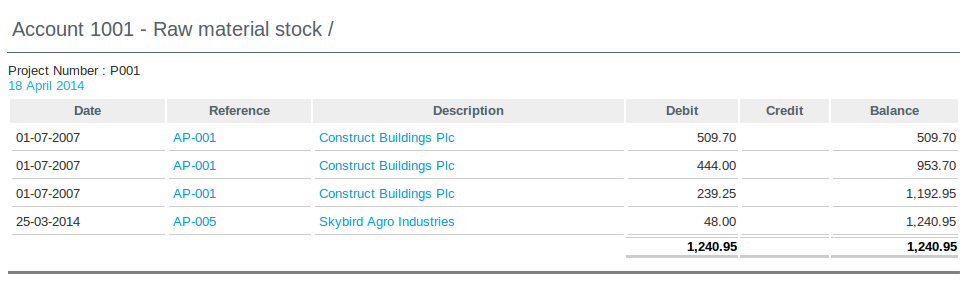 Account 1001 - Raw material stock /
Project Number : P001
18 April 2014
Date Reference Description Debit Credit Balance
01-07-2007 AP-001 Construct Buildings Plc 509.70 509.70
01-07-2007 AP-001 Construct Buildings Plc 444.00 953.70
01-07-2007 AP-001 Construct Buildings Plc 239.25 1,192.95
25-03-2014 AP-005 Skybird Agro Industries 48.00 1,240.95
1,240.95 1,240.95